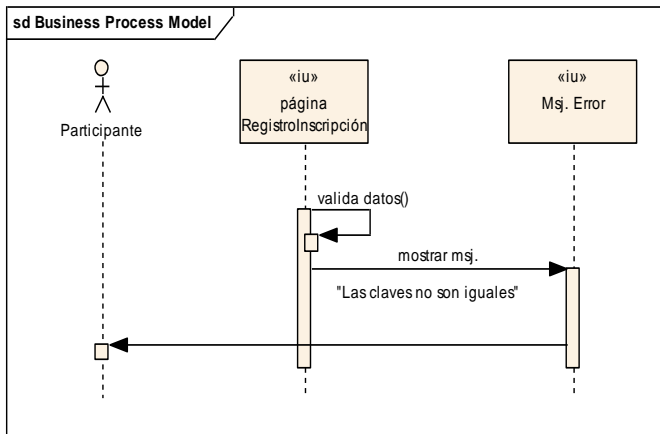 sd Business Process Model
Participante
«iu»
página
RegistroInscripción
«iu»
Msj. Error
valida datos()
mostrar msj.
"Las claves no son iguales"